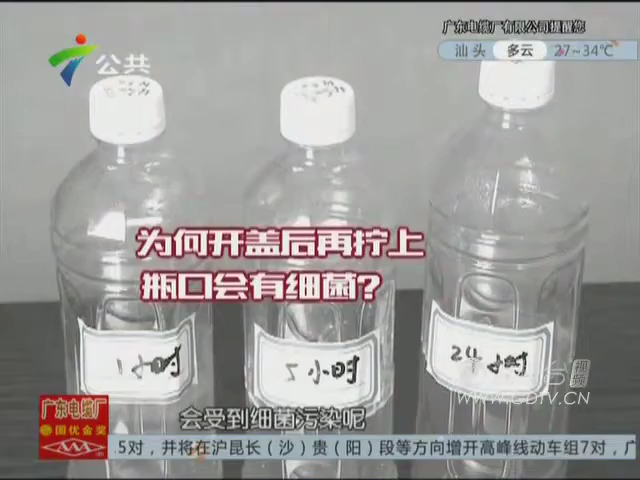 广东电缆厂有限公司提醒您
公共
汕头 多云 27~34℃
为何开盖后再拧上
瓶口会有细菌?
1小时
5小时
24小时
视频
WWW.GDTV.CN
广东电缆厂
国优金奖
会受到细菌污染呢
.5对，并将在沪昆长（沙）贵（阳）段等方向增开高峰线动车组7对，广